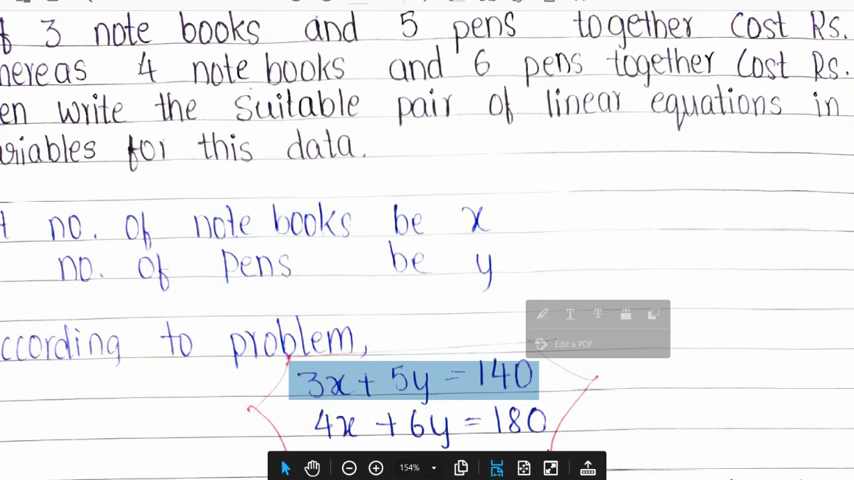 3 note books and 5 pens together cost Rs.
4 note books and 6 pens together cost Rs.
write the suitable pair of linear equations in
for this data.
no. of note books be x
no. of pens be y
to problem,
3x + 5y = 140
4x + 6y = 180
Edit a PDF
154%